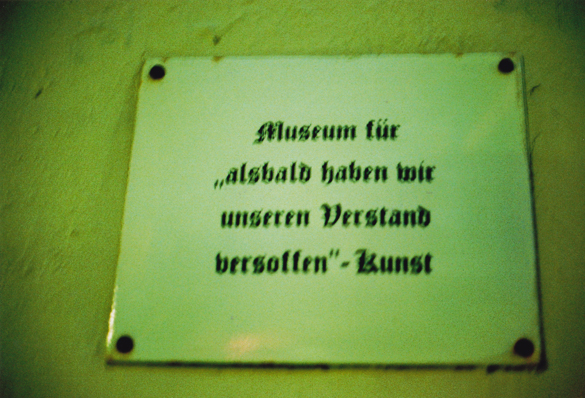 Museum für
„alsbald haben wir
unseren Verstand
versoffen"-Kunst